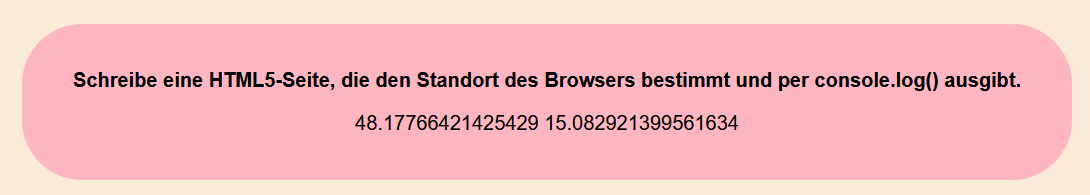 Schreibe eine HTML5-Seite, die den Standort des Browsers bestimmt und per console.log() ausgibt.
48.17766421425429 15.082921399561634